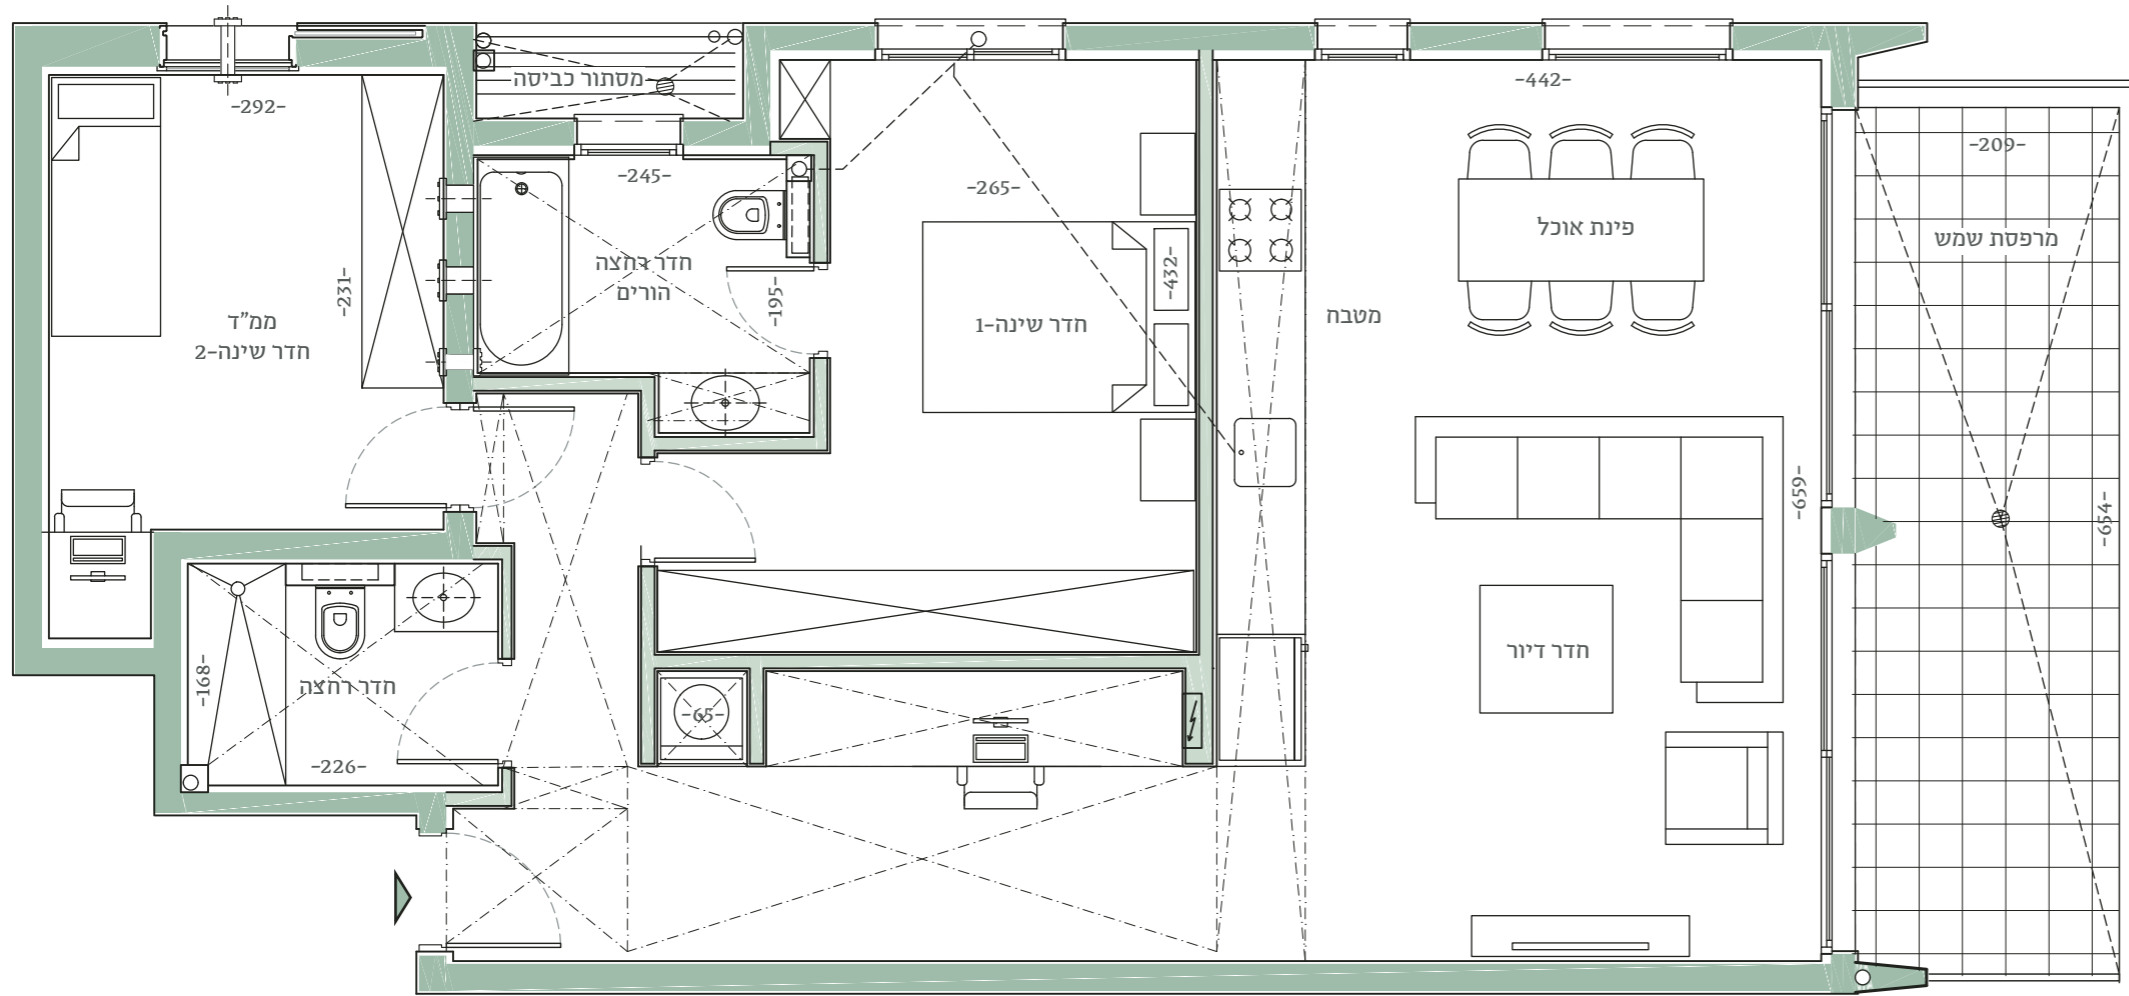 מסתור כביסה
-442-
-292-
-209-
-245-
-265-
פינת אוכל
מרפסת שמש
חדר רחצה
הורים
-432-
-231-
-195-
מטבח
ממ״ד
חדר שינה-2
חדר שינה-1
-659-
-654-
חדר דיור
-168-
חדר רחצה
-65-
-226-